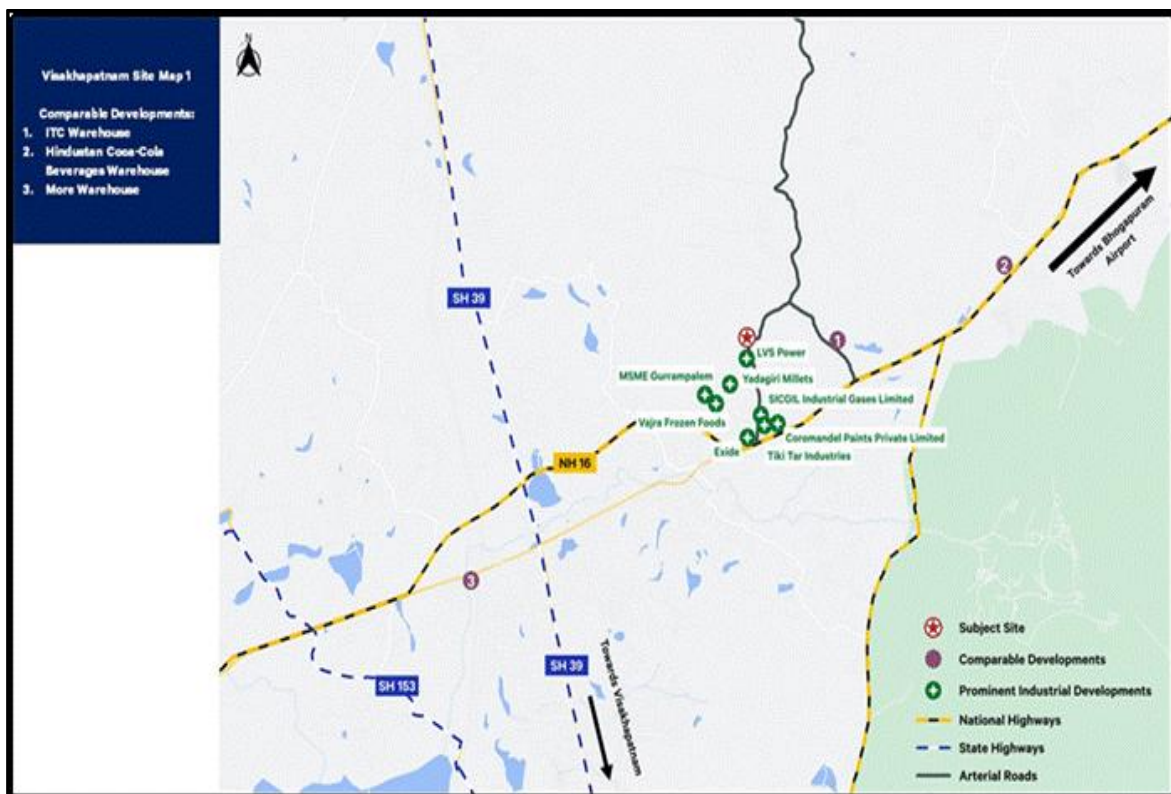 Visakhapatnam Site Map 1
Comparable Developments:
1. ITC Warehouse
2. Hindustan Coca-Cola
Beverages Warehouse
3. More Warehouse
N
SH 39
Towards Bhogapuram
Airport
2
1
LVS Power
MSME Gurrampalem
Yadagiri Millets
SICGIL Industrial Gases Limited
Vajra Frozen Foods
Coromandel Paints Private Limited
Exide
Tiki Tar Industries
NH 16
3
SH 39
SH 153
Towards Visakhapatnam
Subject Site
Comparable Developments
Prominent Industrial Developments
National Highways
State Highways
Arterial Roads